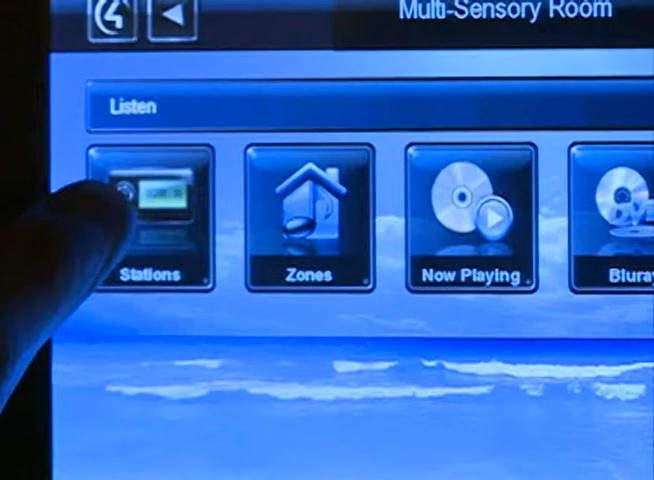 Multi-Sensory Room
Listen
Stations
Zones
Now Playing
Bluray